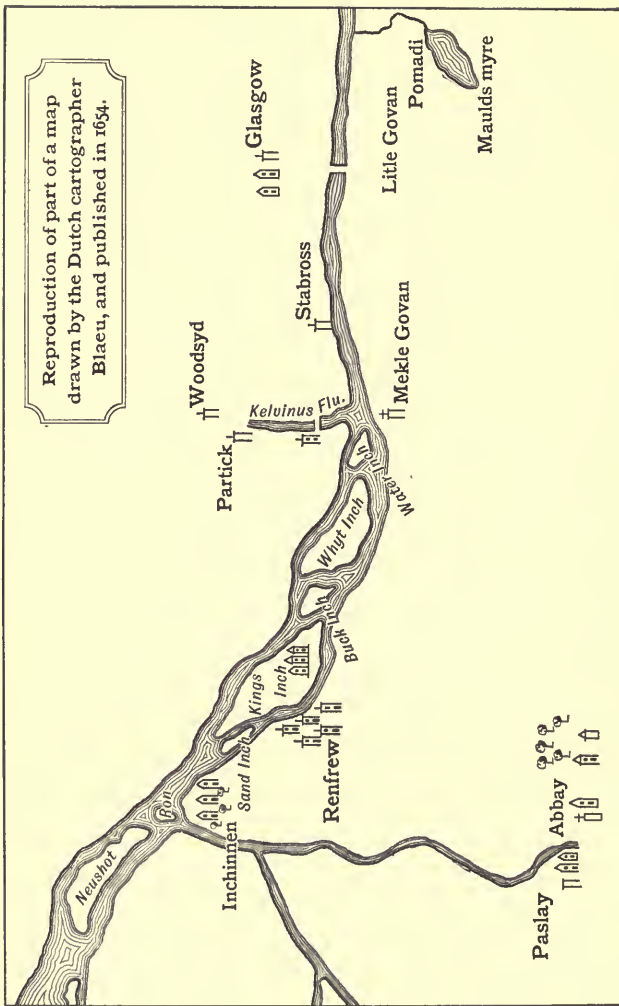 Reproduction of part of a map
drawn by the Dutch cartographer
Blaeu, and published in 1654.
Neushot
Ron
Inchinnen
Sand Inch
Kings
Inch
Renfrew
Buck Inch
Whyt Inch
Water Inch
Partick
Woodsyd
Kelvinus Flu.
Mekle Govan
Stabross
Glasgow
Litle Govan
Pomadi
Maulds myre
Paslay
Abbay